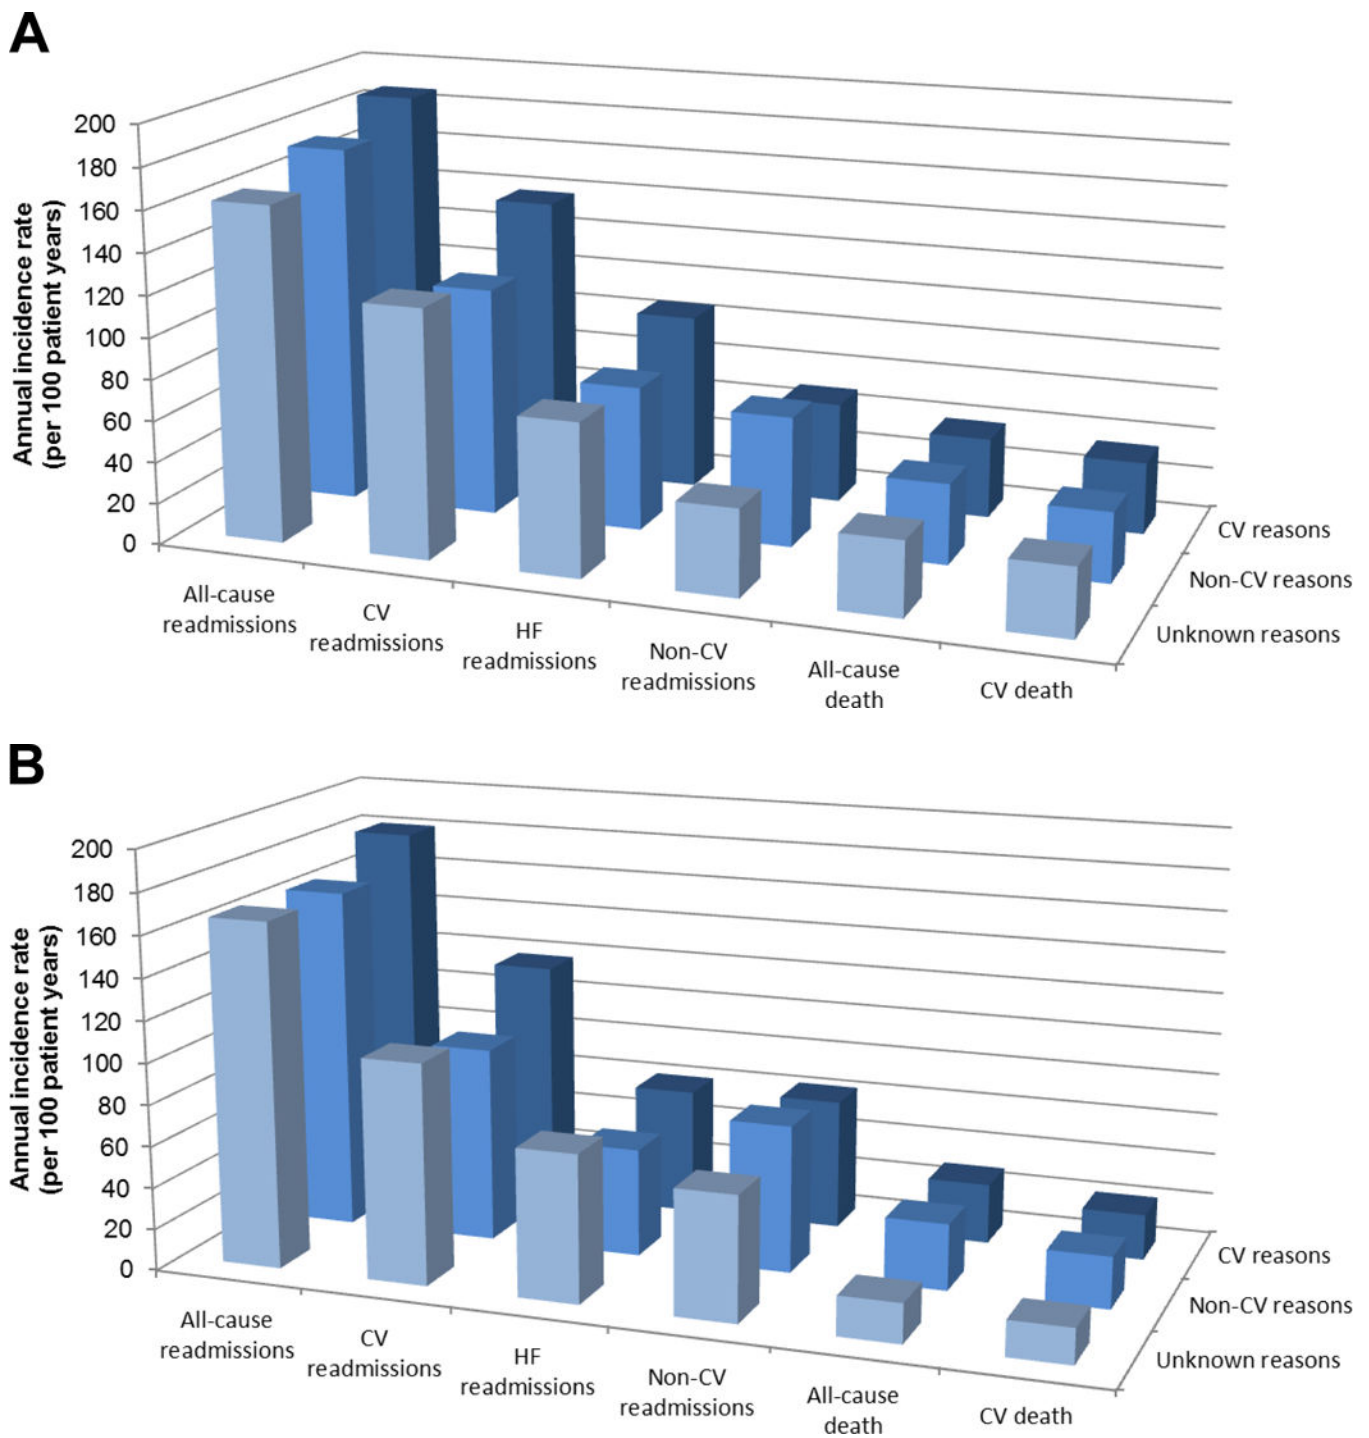 A
Annual incidence rate
(per 100 patient years)
200
180
160
140
120
100
80
60
40
20
0
All-cause
readmissions
CV
readmissions
HF
readmissions
Non-CV
readmissions
All-cause
death
CV death
CV reasons
Non-CV reasons
Unknown reasons
B
Annual incidence rate
(per 100 patient years)
200
180
160
140
120
100
80
60
40
20
0
All-cause
readmissions
CV
readmissions
HF
readmissions
Non-CV
readmissions
All-cause
death
CV death
CV reasons
Non-CV reasons
Unknown reasons